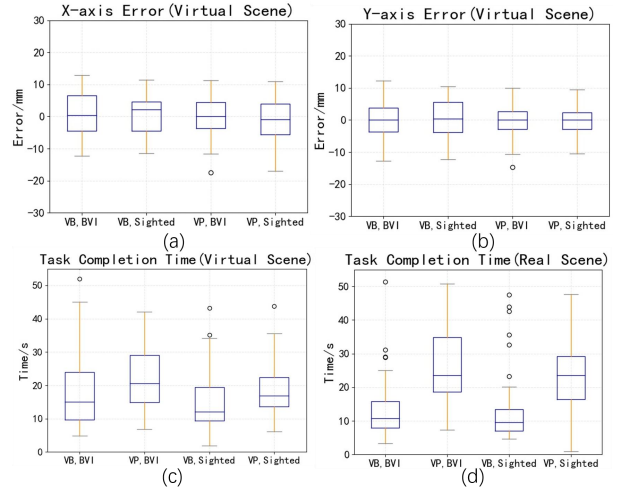 X-axis Error(Virtual Scene)
Error/mm
30
20
10
0
-10
-20
-30
VB,BVI VB,Sighted VP,BVI VP,Sighted
(a)
Y-axis Error(Virtual Scene)
Error/mm
30
20
10
0
-10
-20
-30
VB,BVI VB,Sighted VP,BVI VP,Sighted
(b)
Task Completion Time(Virtual Scene)
Time/s
50
40
30
20
10
0
VB,BVI VP,BVI VB,Sighted VP,Sighted
(c)
Task Completion Time(Real Scene)
Time/s
50
40
30
20
10
0
VB,BVI VP,BVI VB,Sighted VP,Sighted
(d)